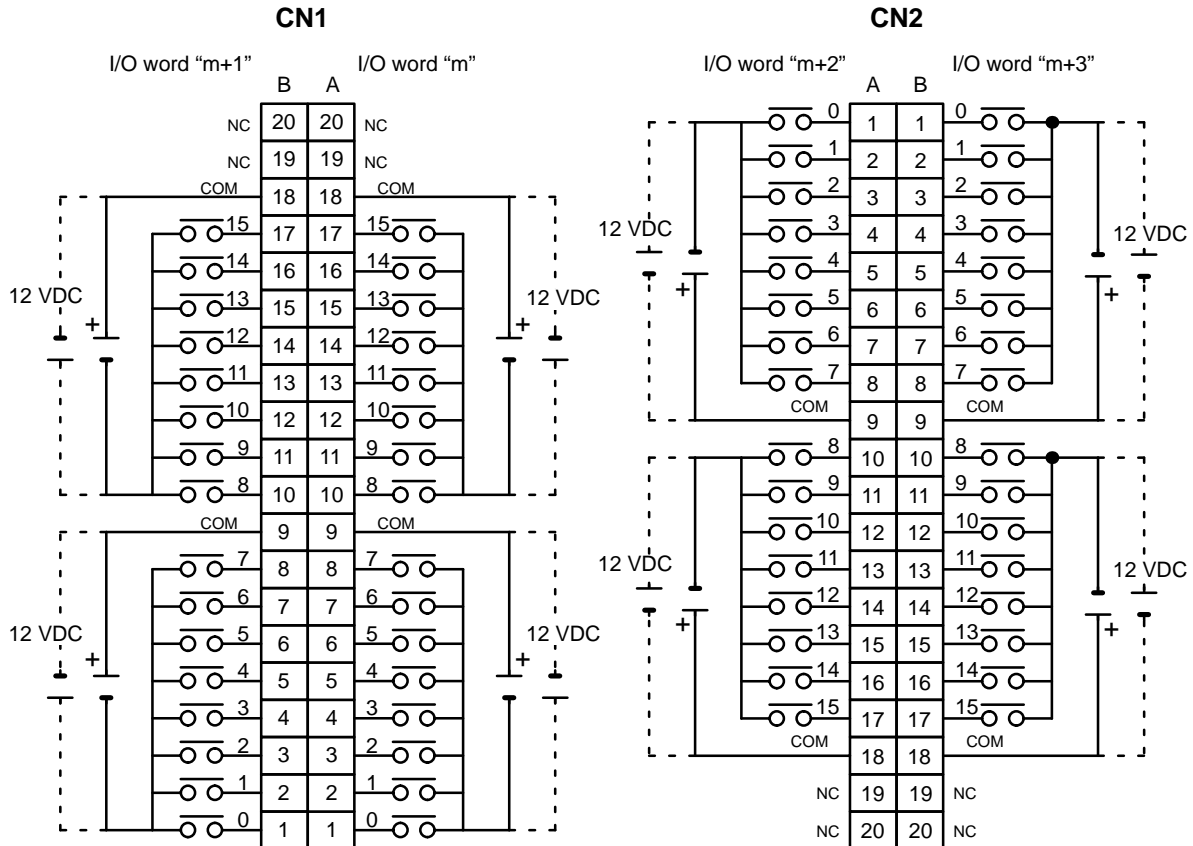 CN1
I/O word “m+1” I/O word “m”
B A
NC 20 20 NC
NC 19 19 NC
COM 18 18 COM
15 17 17 15
14 16 16 14
13 15 15 13
12 VDC 12 VDC
+ 12 14 14 12 +
11 13 13 11
10 12 12 10
9 11 11 9
8 10 10 8
COM 9 9 COM
7 8 8 7
6 7 7 6
12 VDC 5 6 6 5 12 VDC
+ 4 5 5 4 +
3 4 4 3
2 3 3 2
1 2 2 1
0 1 1 0
CN2
I/O word “m+2” I/O word “m+3”
A B
0 1 1 0
1 2 2 1
2 3 3 2
12 VDC 3 4 4 3 12 VDC
4 5 5 4
+ 5 6 6 5 +
6 7 7 6
7 8 8 7
COM 9 9 COM
8 10 10 8
9 11 11 9
10 12 12 10
12 VDC 11 13 13 11 12 VDC
12 14 14 12
+ 13 15 15 13 +
14 16 16 14
15 17 17 15
COM 18 18 COM
NC 19 19 NC
NC 20 20 NC